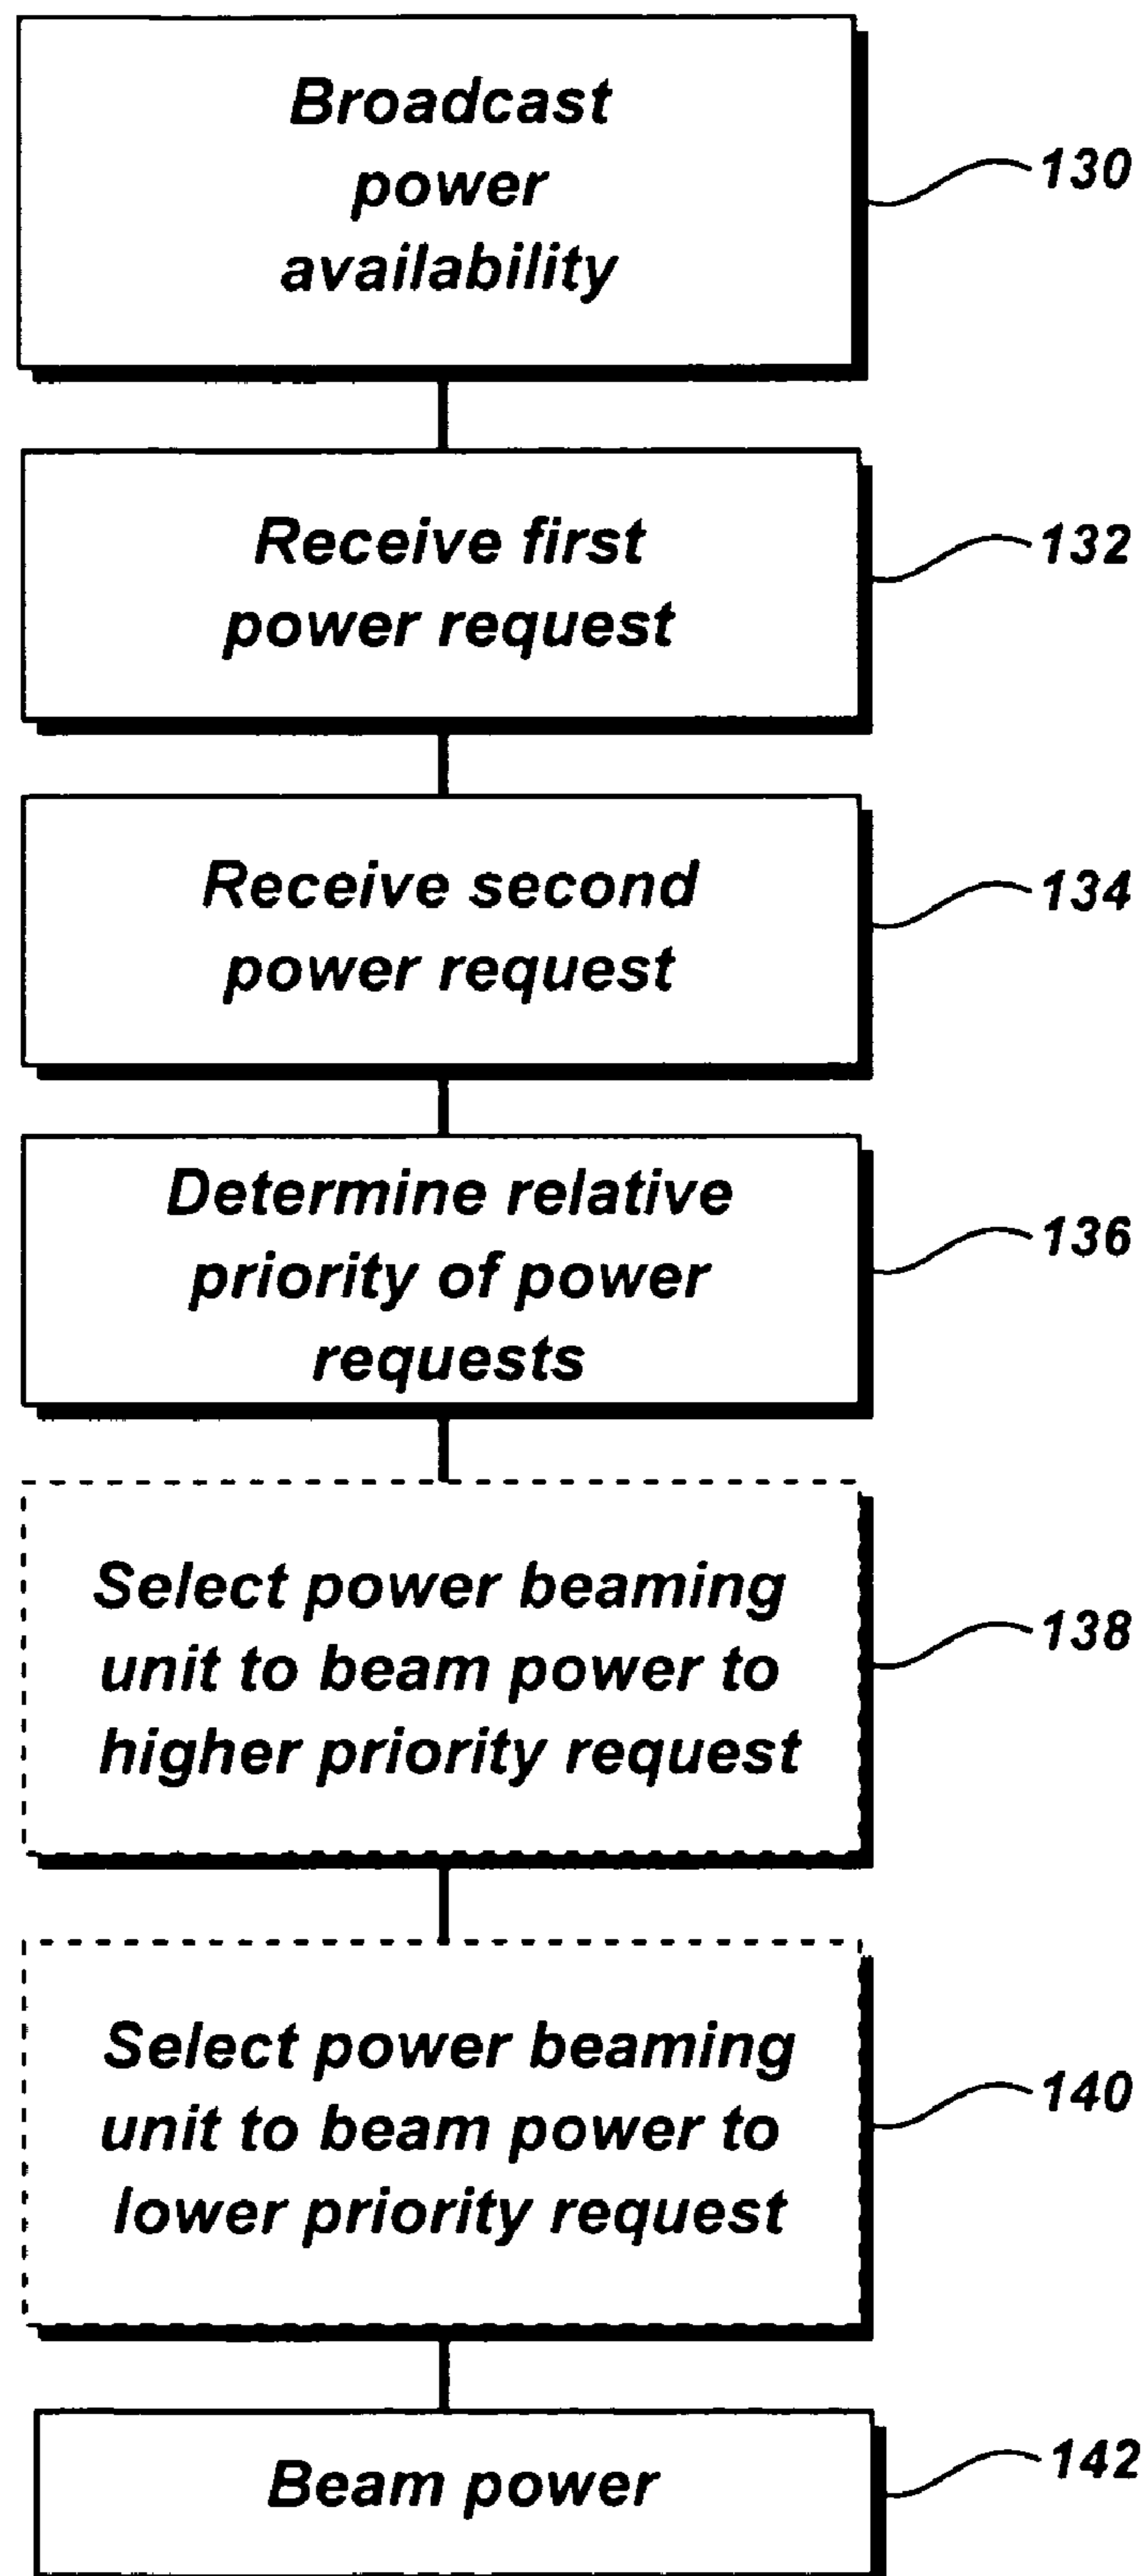 Broadcast
power
availability
130
Receive first
power request
132
Receive second
power request
134
Determine relative
priority of power
requests
136
Select power beaming
unit to beam power to
higher priority request
138
Select power beaming
unit to beam power to
lower priority request
140
Beam power
142